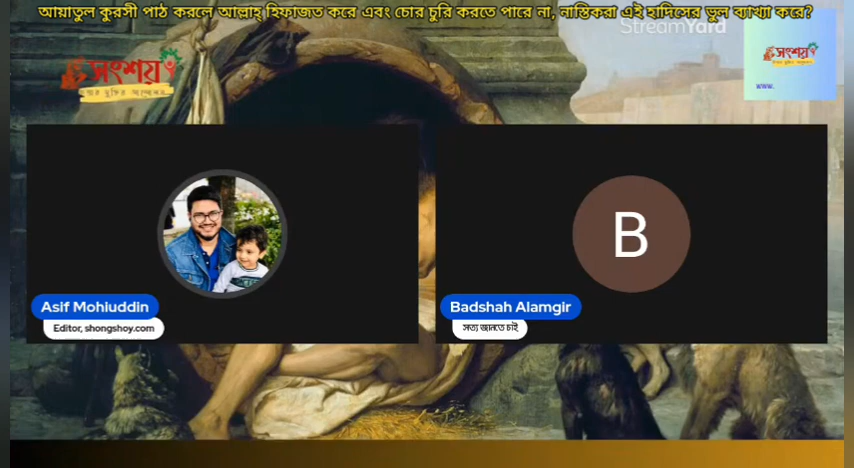 আয়াতুল কুরসী পাঠ করলে আল্লাহ্ হিফাজত করে এবং চোর চুরি করতে পারে না, নাস্তিকরা এই হাদিসের ভুল ব্যাখ্যা করে?
StreamYard
সংশয়
সংশয়
www.
B
Asif Mohiuddin
Editor, shongshoy.com
Badshah Alamgir
সত্য জানতে চাই